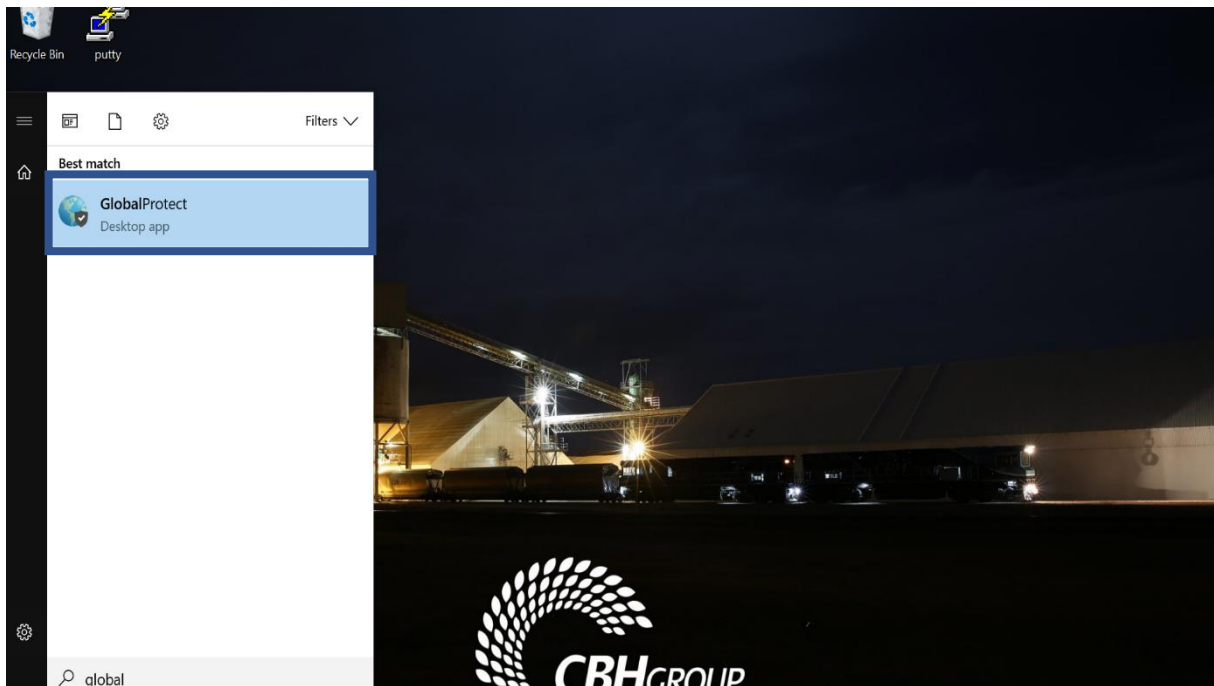 Recycle Bin
putty
Filters
Best match
GlobalProtect
Desktop app
global
CBHGROUP